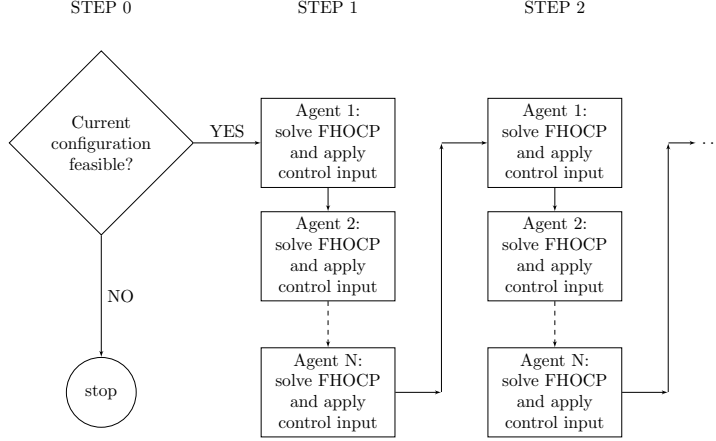 STEP 0
STEP 1
STEP 2
Current
configuration
feasible?
YES
NO
stop
Agent 1:
solve FHOCP
and apply
control input
Agent 2:
solve FHOCP
and apply
control input
Agent N:
solve FHOCP
and apply
control input
Agent 1:
solve FHOCP
and apply
control input
Agent 2:
solve FHOCP
and apply
control input
Agent N:
solve FHOCP
and apply
control input
. .